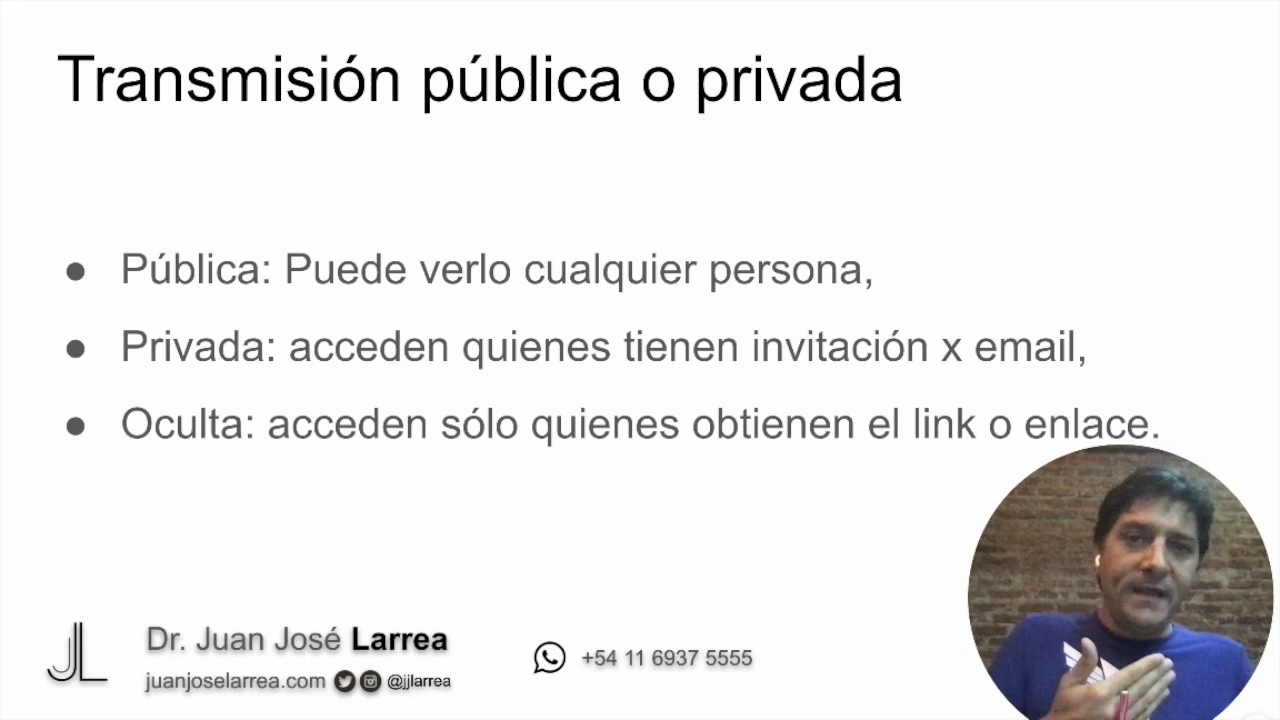 Transmisión pública o privada
● Pública: Puede verlo cualquier persona,
● Privada: acceden quienes tienen invitación x email,
● Oculta: acceden sólo quienes obtienen el link o enlace.
JL
Dr. Juan José Larrea
juanjoselarrea.com @jjlarrea
+54 11 6937 5555